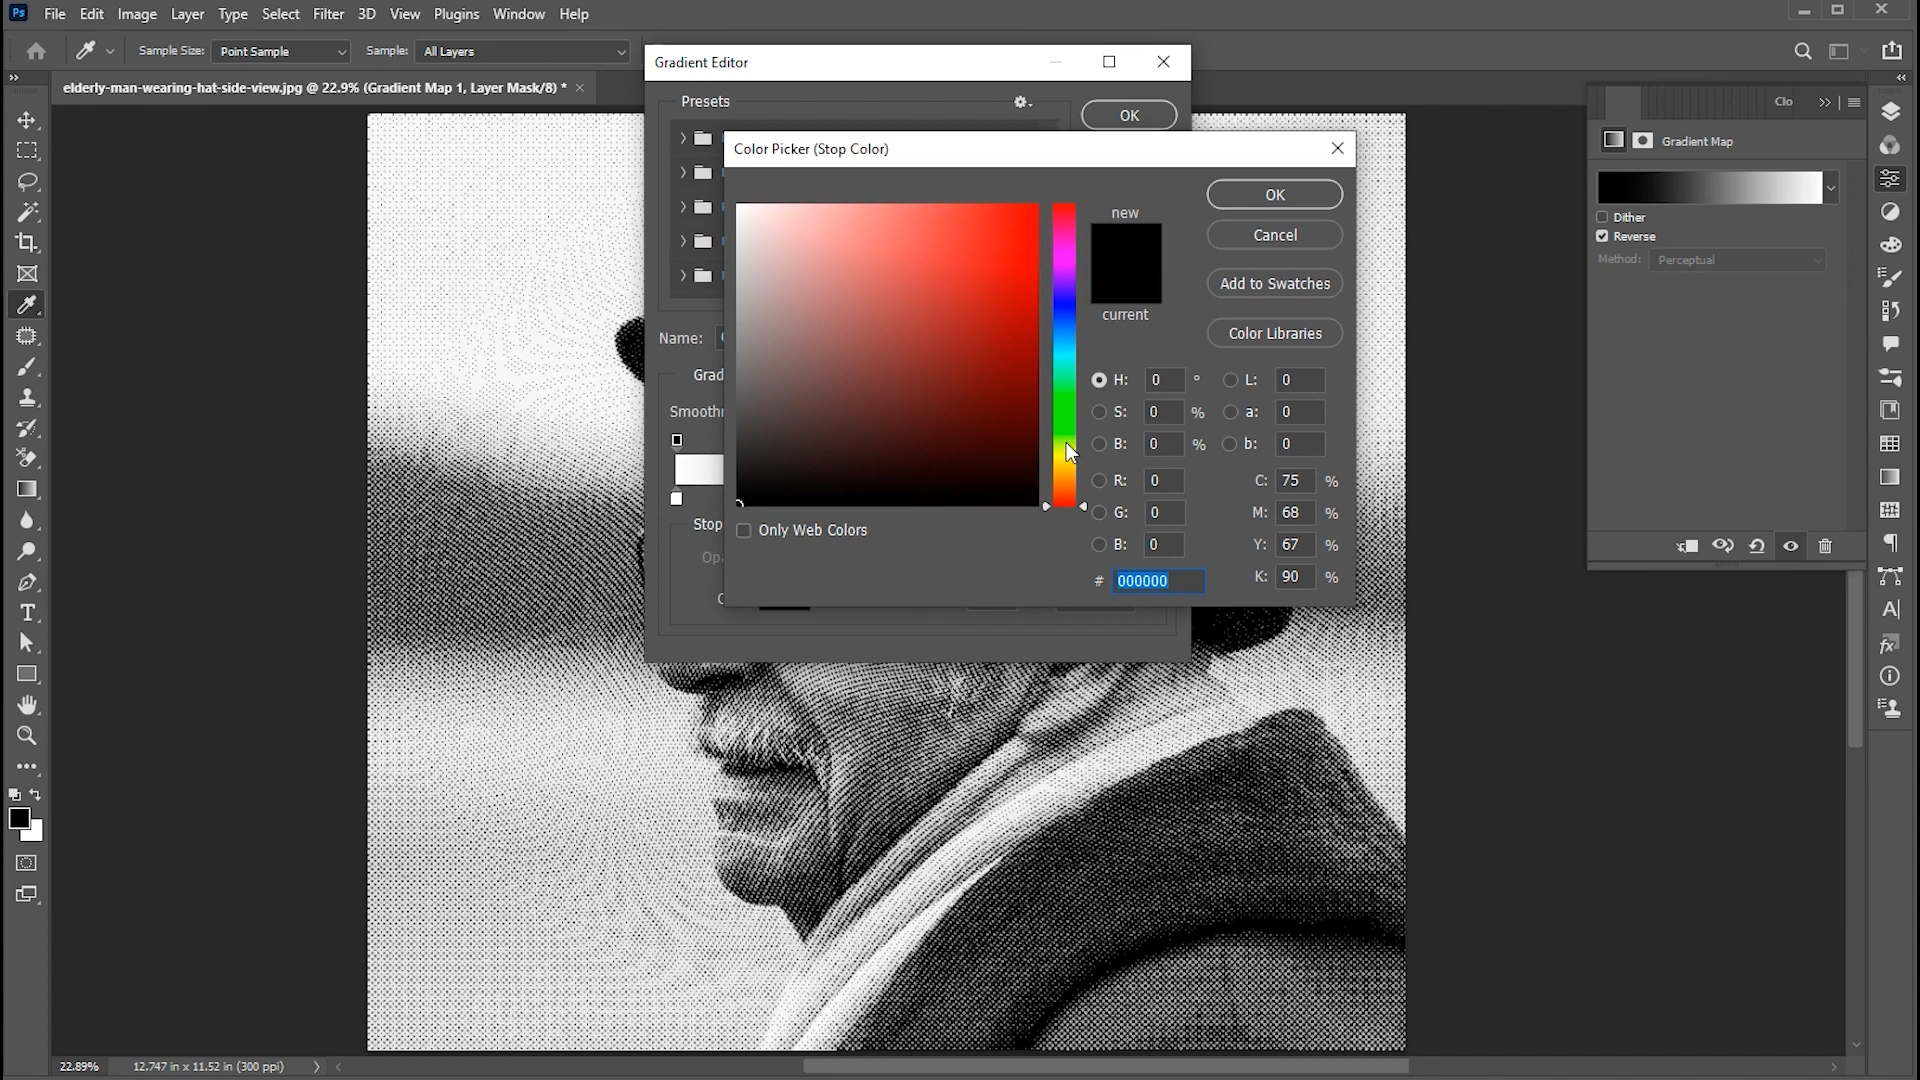 Ps File Edit Image Layer Type Select Filter 3D View Plugins Window Help
Sample Size: Point Sample Sample: All Layers
elderly-man-wearing-hat-side-view.jpg @ 22.9% (Gradient Map 1, Layer Mask/8) *
Gradient Editor
Presets
OK
Color Picker (Stop Color)
OK
new
Cancel
Add to Swatches
current
Color Libraries
Name:
Grad
Smoothn
H: 0 °
L: 0
S: 0 %
a: 0
B: 0 %
b: 0
R: 0
C: 75 %
G: 0
M: 68 %
B: 0
Y: 67 %
# 000000
K: 90 %
Only Web Colors
Stop
Opa
Clo
Gradient Map
Dither
Reverse
Method: Perceptual
22.89% 12.747 in x 11.52 in (300 ppi)